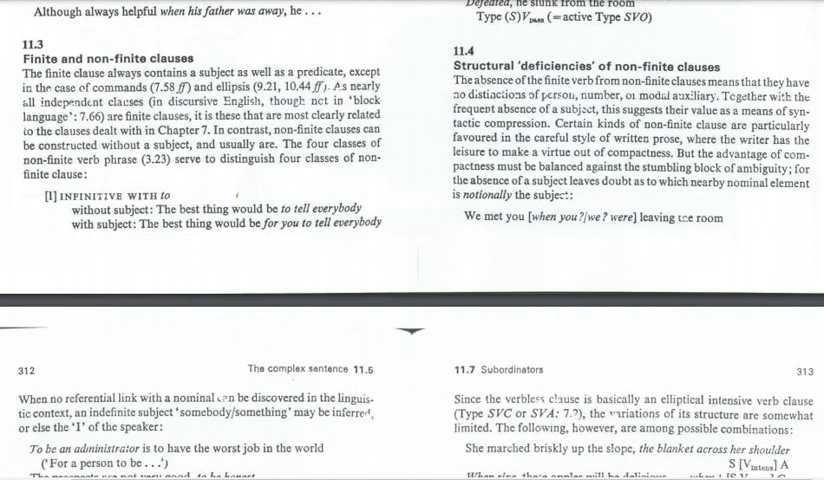 Although always helpful when his father was away, he ...
11.3
Finite and non-finite clauses
The finite clause always contains a subject as well as a predicate, except
in the case of commands (7.58 ff) and ellipsis (9.21, 10.44 ff). As nearly
all independent clauses (in discursive English, though not in 'block
language': 7.66) are finite clauses, it is these that are most clearly related
to the clauses dealt with in Chapter 7. In contrast, non-finite clauses can
be constructed without a subject, and usually are. The four classes of
non-finite verb phrase (3.23) serve to distinguish four classes of non-
finite clause:
[1] INFINITIVE WITH to
without subject: The best thing would be to tell everybody
with subject: The best thing would be for you to tell everybody
Defeated, he slunk from the room
Type (S)Vpass (=active Type SVO)
11.4
Structural 'deficiencies' of non-finite clauses
The absence of the finite verb from non-finite clauses means that they have
no distinctions of person, number, or modal auxiliary. Together with the
frequent absence of a subject, this suggests their value as a means of syn-
tactic compression. Certain kinds of non-finite clause are particularly
favoured in the careful style of written prose, where the writer has the
leisure to make a virtue out of compactness. But the advantage of com-
pactness must be balanced against the stumbling block of ambiguity; for
the absence of a subject leaves doubt as to which nearby nominal element
is notionally the subject:
We met you [when you?/we? were] leaving the room
312 The complex sentence 11.6
When no referential link with a nominal can be discovered in the linguis-
tic context, an indefinite subject 'somebody/something' may be inferred,
or else the 'I' of the speaker:
To be an administrator is to have the worst job in the world
('For a person to be ...')
The prospects are not very good, to be honest
11.7 Subordinators 313
Since the verbless clause is basically an elliptical intensive verb clause
(Type SVC or SVA: 7.2), the variations of its structure are somewhat
limited. The following, however, are among possible combinations:
She marched briskly up the slope, the blanket across her shoulder
S [Vintens] A
When ripe, these apples will be delicious